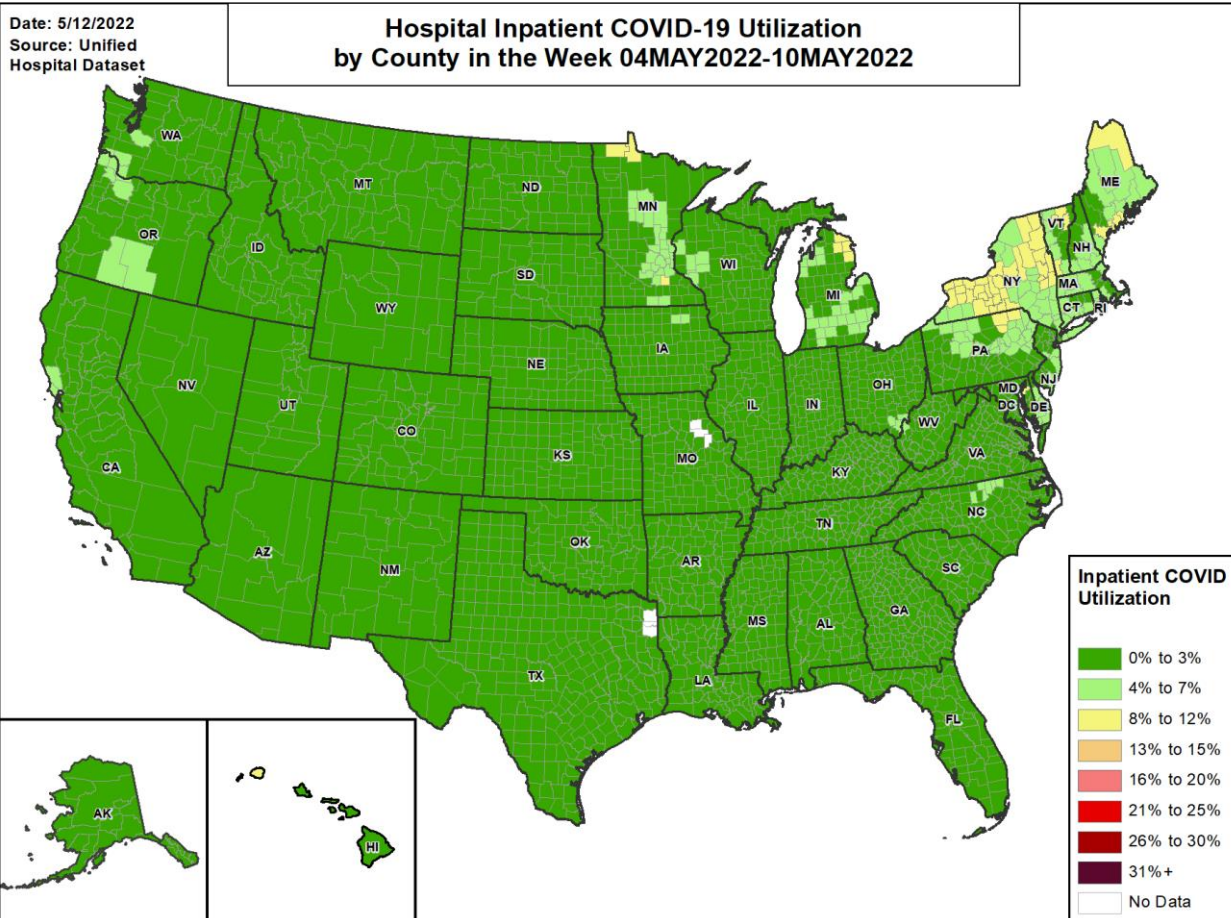 Date: 5/12/2022
Source: Unified
Hospital Dataset
Hospital Inpatient COVID-19 Utilization
by County in the Week 04MAY2022-10MAY2022
WA
MT
ND
MN
ME
VT
NH
OR
ID
SD
WI
MI
NY
MA
CT
RI
WY
IA
PA
NJ
NE
NV
UT
CO
IL
IN
OH
MD
DC
DE
WV
CA
KS
MO
KY
VA
NC
TN
AZ
NM
OK
AR
SC
MS
AL
GA
TX
LA
FL
AK
HI
Inpatient COVID
Utilization
0% to 3%
4% to 7%
8% to 12%
13% to 15%
16% to 20%
21% to 25%
26% to 30%
31%+
No Data